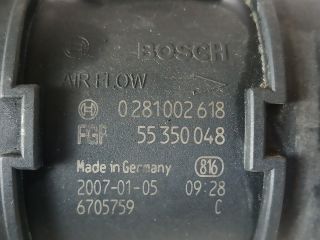 BOSCH
AIR FLOW
0 281 002 618
FGP 55 350 048
Made in Germany 816
2007-01-05 09:28
6705759 C